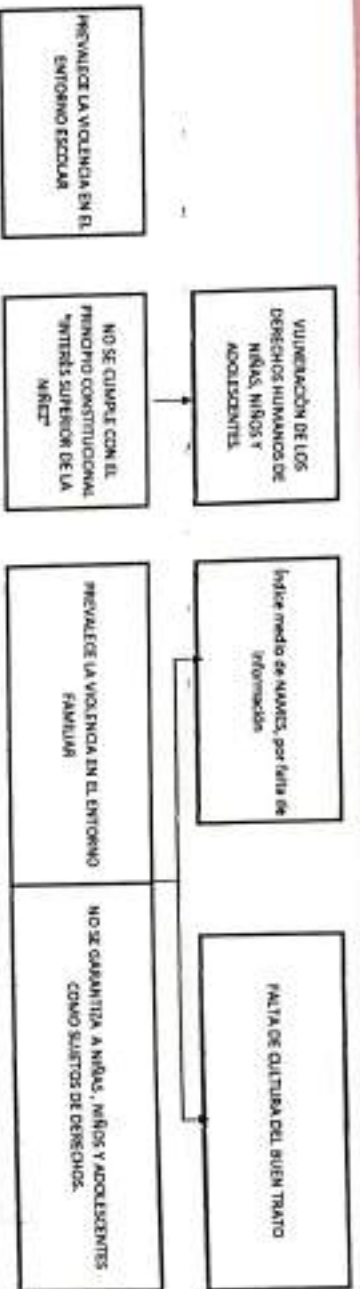 VULNERACIÓN DE LOS
DERECHOS HUMANOS DE
NIÑAS, NIÑOS Y
ADOLESCENTES.
Índice medio de NAMES, por falta de
información
FALTA DE CULTURA DEL BUEN TRATO
PREVALECE LA VIOLENCIA EN EL
ENTORNO ESCOLAR
NO SE CUMPLE CON EL
PRINCIPIO CONSTITUCIONAL
"INTERÉS SUPERIOR DE LA
NIÑEZ"
PREVALECE LA VIOLENCIA EN EL ENTORNO
FAMILIAR
NO SE GARANTIZA A NIÑAS, NIÑOS Y ADOLESCENTES
COMO SUJETOS DE DERECHOS.